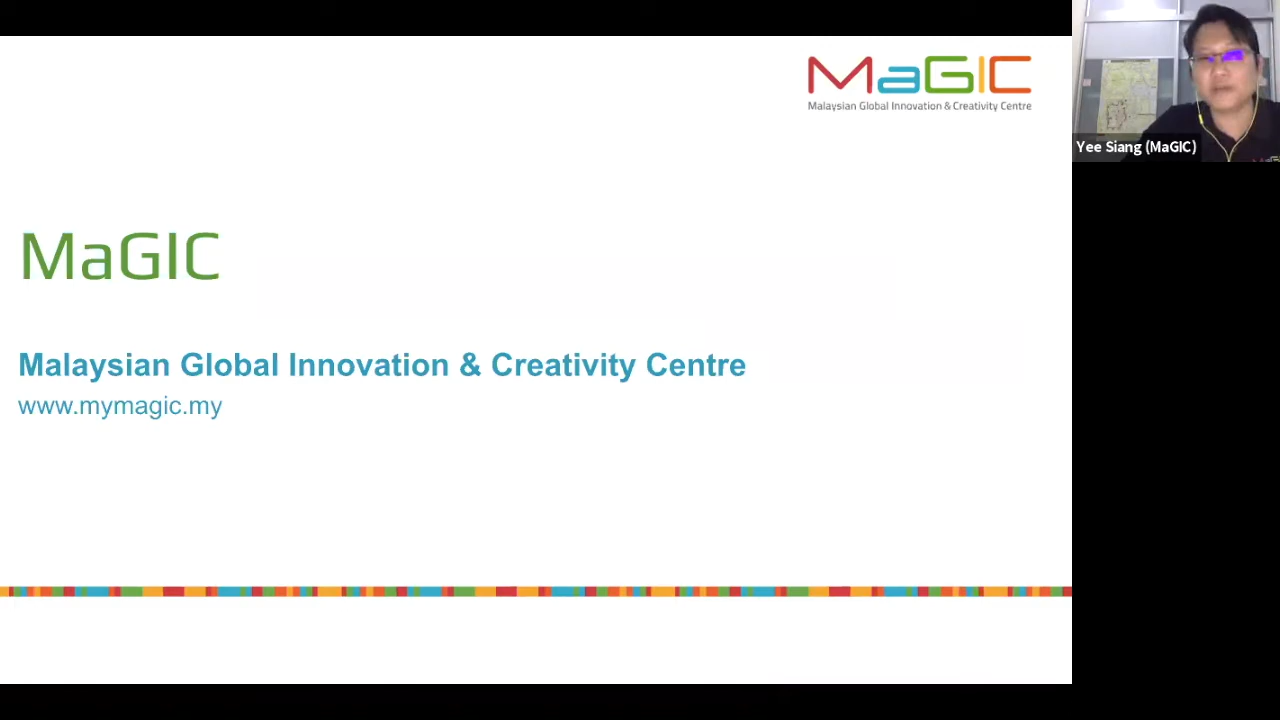 MaGIC
Malaysian Global Innovation & Creativity Centre
Yee Siang (MaGIC)
MaGIC
Malaysian Global Innovation & Creativity Centre
www.mymagic.my